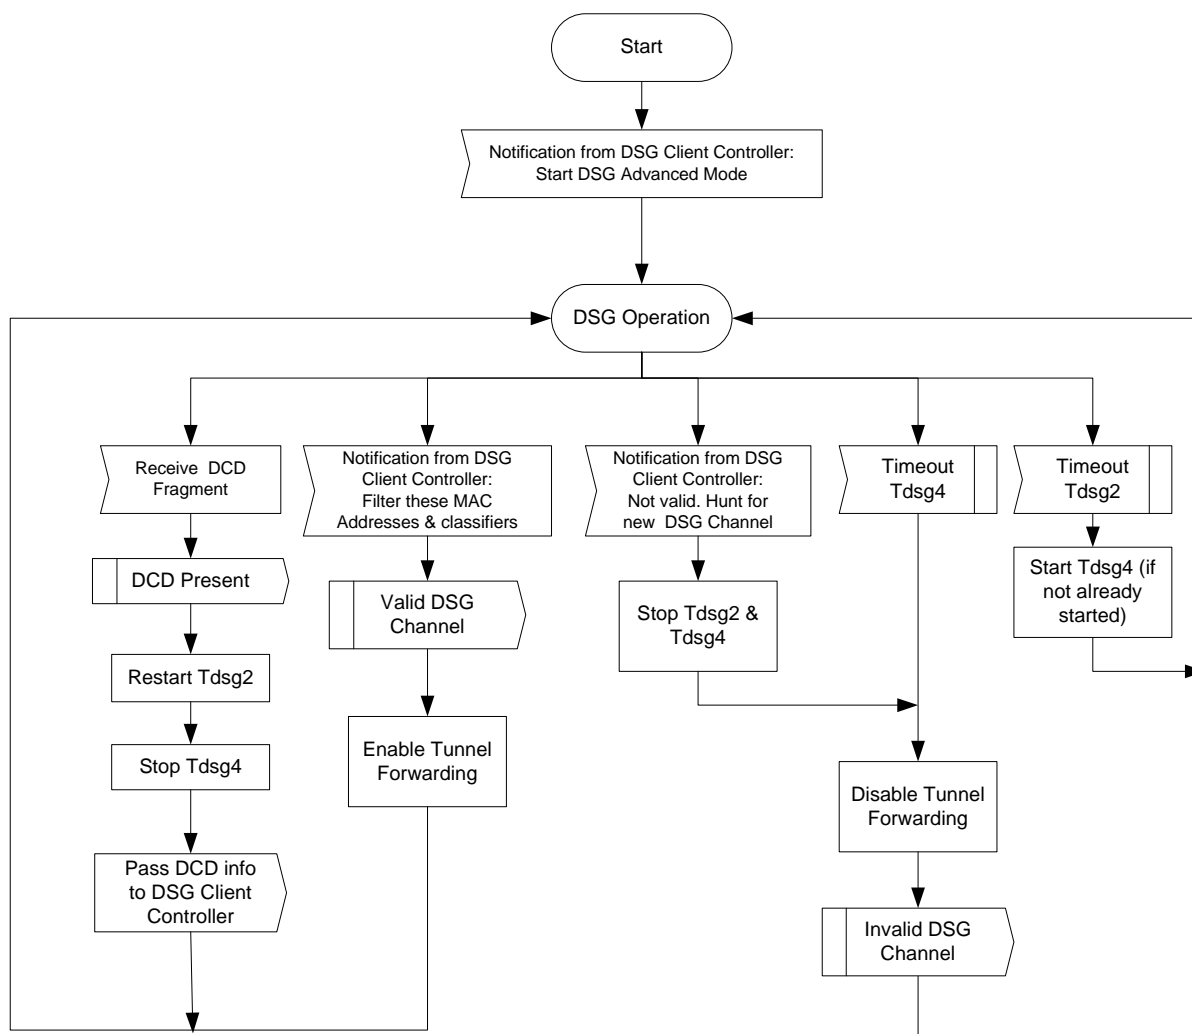 Start
Notification from DSG Client Controller:
Start DSG Advanced Mode
DSG Operation
Receive DCD
Fragment
DCD Present
Restart Tdsg2
Stop Tdsg4
Pass DCD info
to DSG Client
Controller
Notification from DSG
Client Controller:
Filter these MAC
Addresses & classifiers
Valid DSG
Channel
Enable Tunnel
Forwarding
Notification from DSG
Client Controller:
Not valid. Hunt for
new DSG Channel
Stop Tdsg2 &
Tdsg4
Timeout
Tdsg4
Disable Tunnel
Forwarding
Invalid DSG
Channel
Timeout
Tdsg2
Start Tdsg4 (if
not already
started)